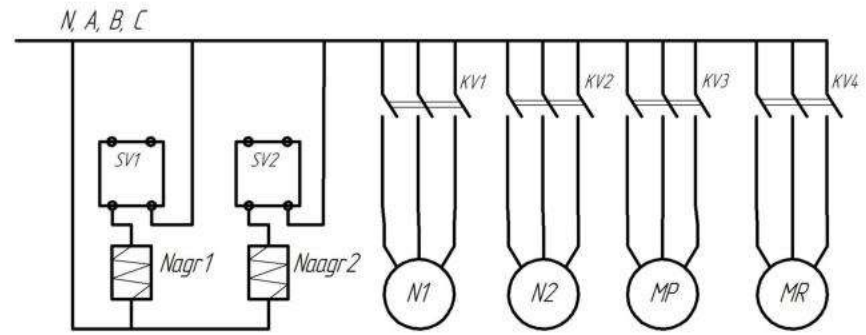 N, A, B, C
KV1
KV2
KV3
KV4
SV1
SV2
Nagr1
Naagr2
N1
N2
MP
MR